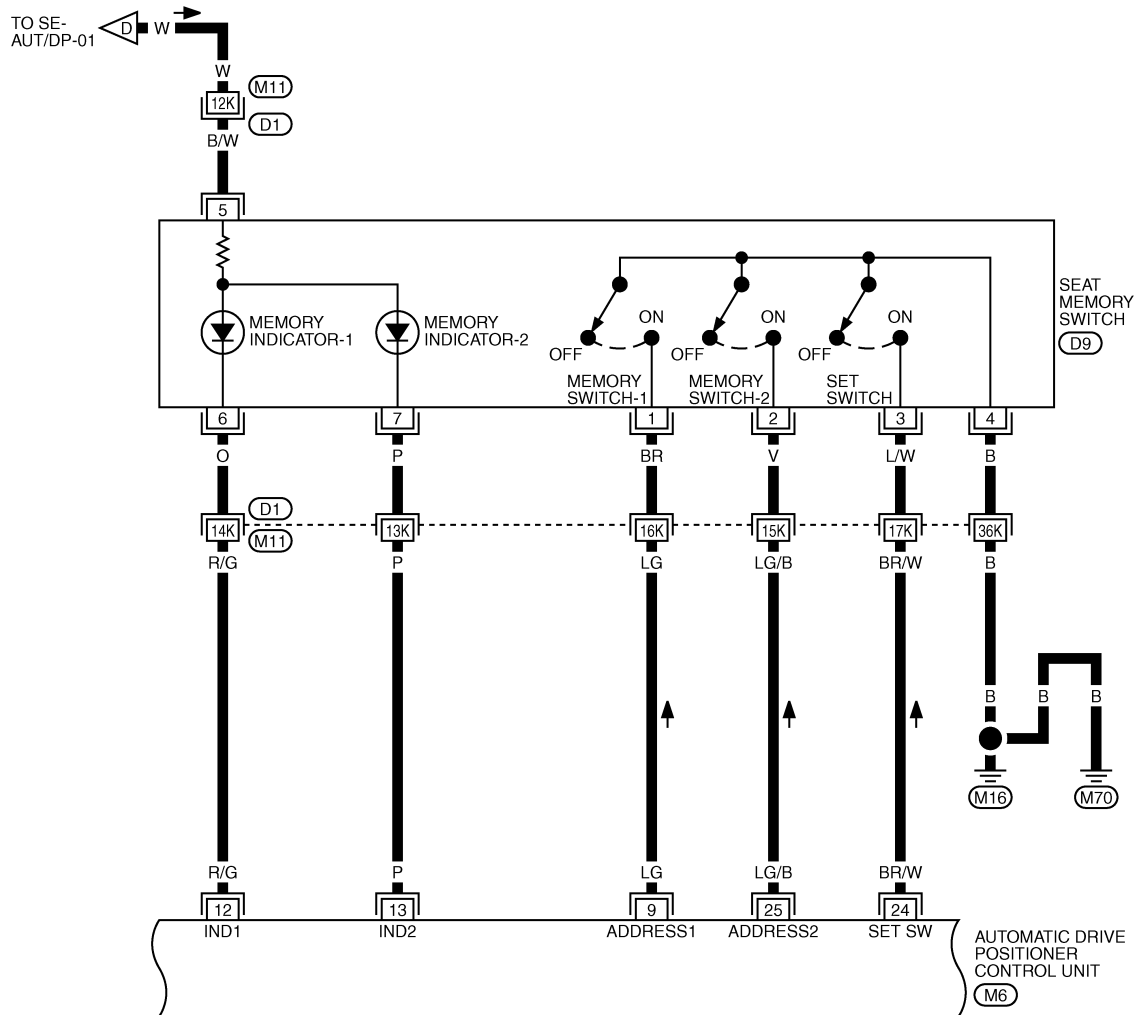 TO SE-
AUT/DP-01
D
W
W
12K
M11
D1
B/W
5
MEMORY
INDICATOR-1
MEMORY
INDICATOR-2
OFF
ON
MEMORY
SWITCH-1
OFF
ON
MEMORY
SWITCH-2
OFF
ON
SET
SWITCH
SEAT
MEMORY
SWITCH
D9
6 7 1 2 3 4
O P BR V L/W B
D1
14K 13K 16K 15K 17K 36K
M11
R/G P LG LG/B BR/W B
B B B
M16 M70
R/G P LG LG/B BR/W
12 13 9 25 24
IND1 IND2 ADDRESS1 ADDRESS2 SET SW
AUTOMATIC DRIVE
POSITIONER
CONTROL UNIT
M6